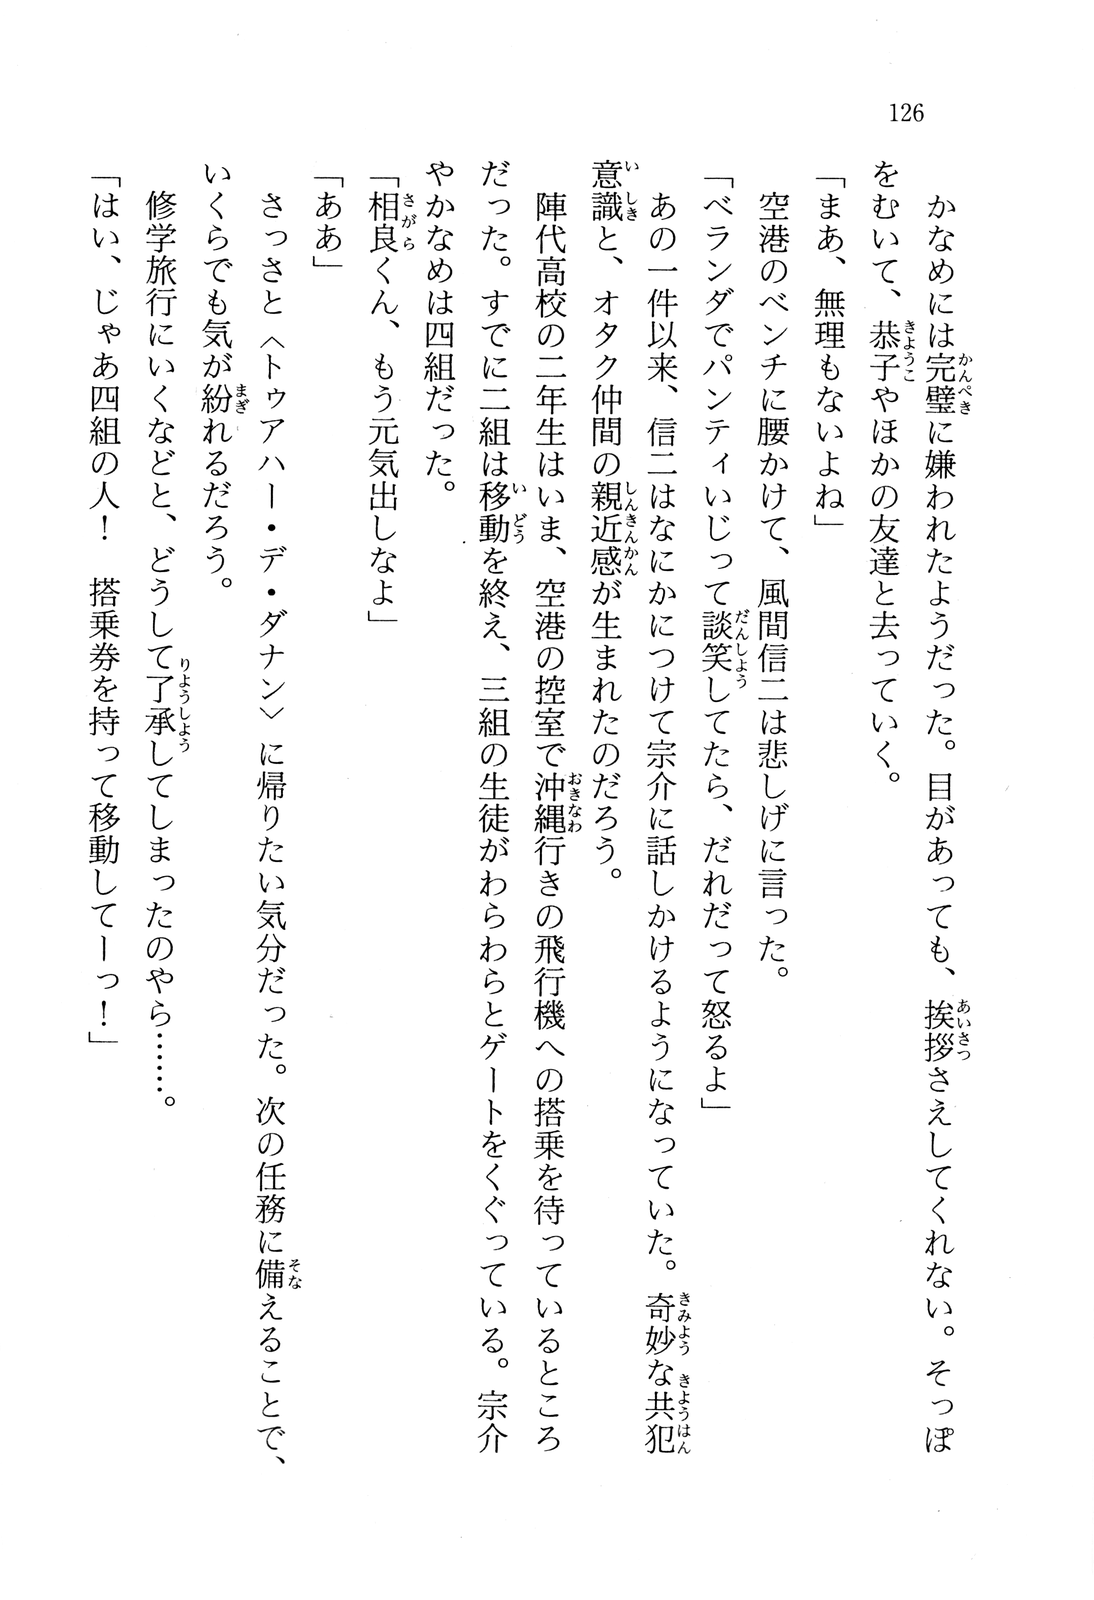 126
かなめには完璧に嫌われたようだった。目があっても、挨拶さえしてくれない。そっぽ
をむいて、恭子やほかの友達と去っていく。
「まあ、無理もないよね」
空港のベンチに腰かけて、風間信二は悲しげに言った。
「ベランダでパンティいじって談笑してたら、だれだって怒るよ」
あの一件以来、信二はなにかにつけて宗介に話しかけるようになっていた。奇妙な共犯
意識と、オタク仲間の親近感が生まれたのだろう。
陣代高校の二年生はいま、空港の控室で沖縄行きの飛行機への搭乗を待っているところ
だった。すでに二組は移動を終え、三組の生徒がわらわらとゲートをくぐっている。宗介
やかなめは四組だった。
「相良くん、もう元気出しなよ」
「ああ」
さっさと〈トゥアハー・デ・ダナン〉に帰りたい気分だった。次の任務に備えることで、
いくらでも気が紛れるだろう。
修学旅行にいくなどと、どうして了承してしまったのやら……。
「はい、じゃあ四組の人！　搭乗券を持って移動してーっ！」